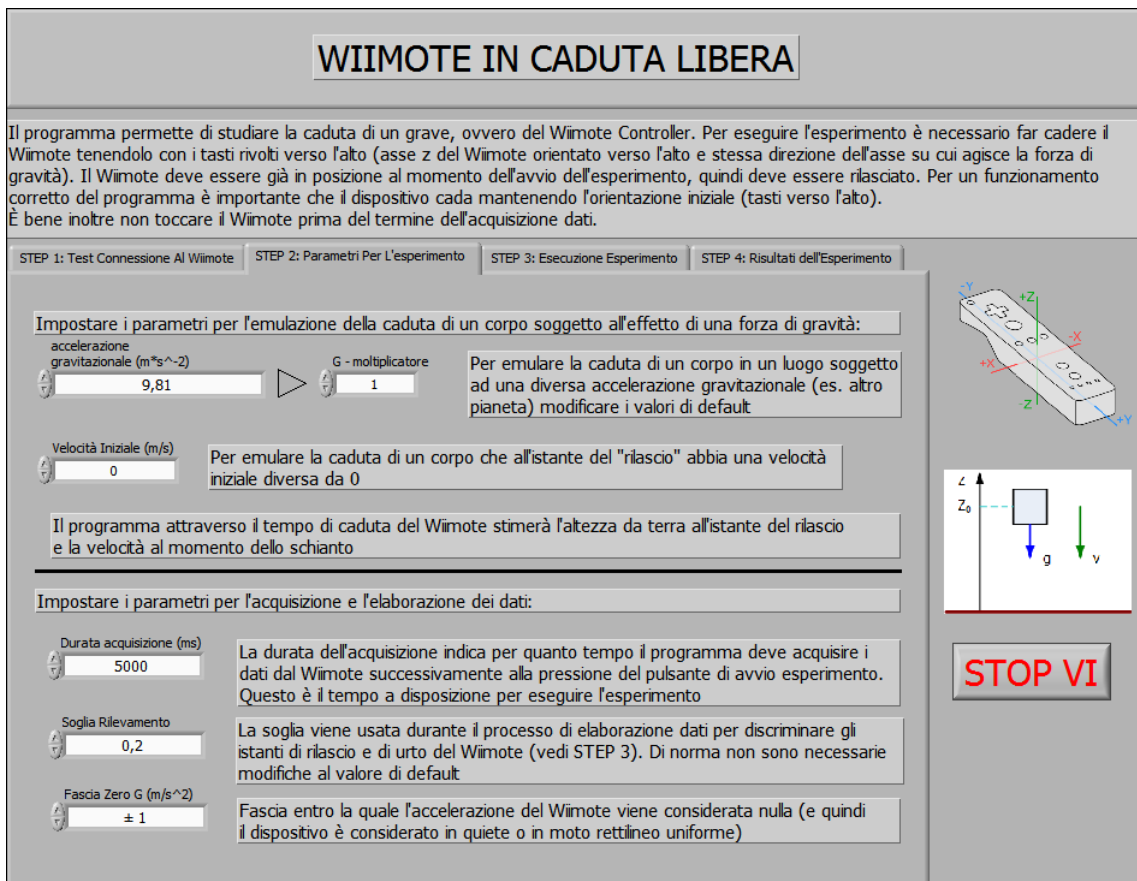 WIIMOTE IN CADUTA LIBERA
Il programma permette di studiare la caduta di un grave, ovvero del Wiimote Controller. Per eseguire l'esperimento è necessario far cadere il
Wiimote tenendolo con i tasti rivolti verso l'alto (asse z del Wiimote orientato verso l'alto e stessa direzione dell'asse su cui agisce la forza di
gravità). Il Wiimote deve essere già in posizione al momento dell'avvio dell'esperimento, quindi deve essere rilasciato. Per un funzionamento
corretto del programma è importante che il dispositivo cada mantenendo l'orientazione iniziale (tasti verso l'alto).
È bene inoltre non toccare il Wiimote prima del termine dell'acquisizione dati.
STEP 1: Test Connessione Al Wiimote
STEP 2: Parametri Per L'esperimento
STEP 3: Esecuzione Esperimento
STEP 4: Risultati dell'Esperimento
Impostare i parametri per l'emulazione della caduta di un corpo soggetto all'effetto di una forza di gravità:
accelerazione
gravitazionale (m*s^-2)
9,81
G - moltiplicatore
1
Per emulare la caduta di un corpo in un luogo soggetto
ad una diversa accelerazione gravitazionale (es. altro
pianeta) modificare i valori di default
Velocità Iniziale (m/s)
0
Per emulare la caduta di un corpo che all'istante del "rilascio" abbia una velocità
iniziale diversa da 0
Il programma attraverso il tempo di caduta del Wiimote stimerà l'altezza da terra all'istante del rilascio
e la velocità al momento dello schianto
Impostare i parametri per l'acquisizione e l'elaborazione dei dati:
Durata acquisizione (ms)
5000
La durata dell'acquisizione indica per quanto tempo il programma deve acquisire i
dati dal Wiimote successivamente alla pressione del pulsante di avvio esperimento.
Questo è il tempo a disposizione per eseguire l'esperimento
Soglia Rilevamento
0,2
La soglia viene usata durante il processo di elaborazione dati per discriminare gli
istanti di rilascio e di urto del Wiimote (vedi STEP 3). Di norma non sono necessarie
modifiche al valore di default
Fascia Zero G (m/s^2)
± 1
Fascia entro la quale l'accelerazione del Wiimote viene considerata nulla (e quindi
il dispositivo è considerato in quiete o in moto rettilineo uniforme)
-Y
+Z
-X
+X
-Z
+Y
z
Z₀
g
v
STOP VI